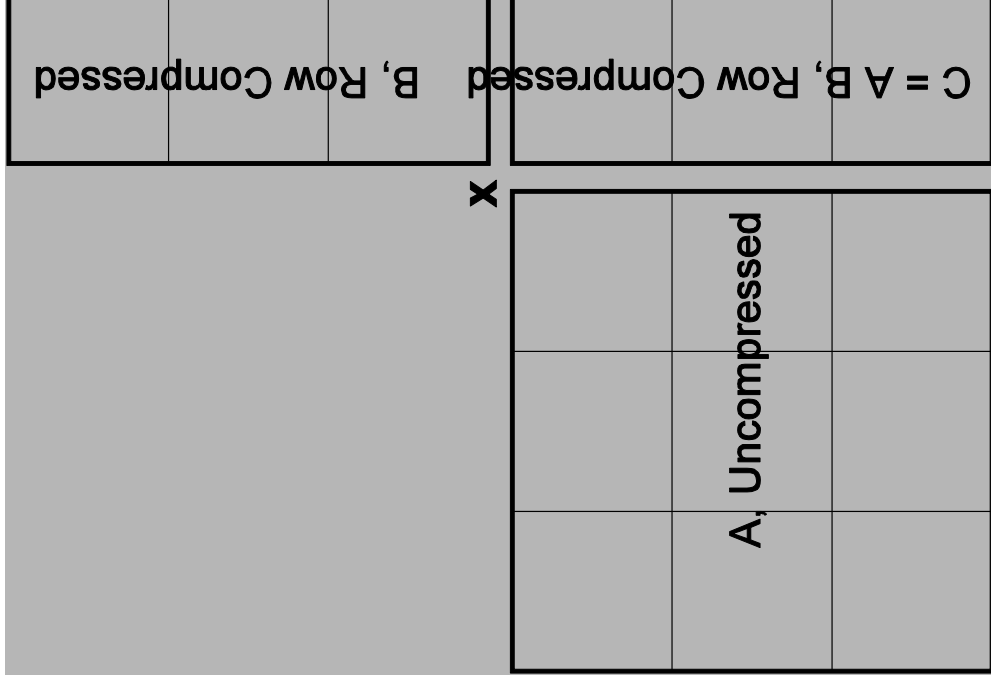 B, Row Compressed
C = A B, Row Compressed
x
A, Uncompressed